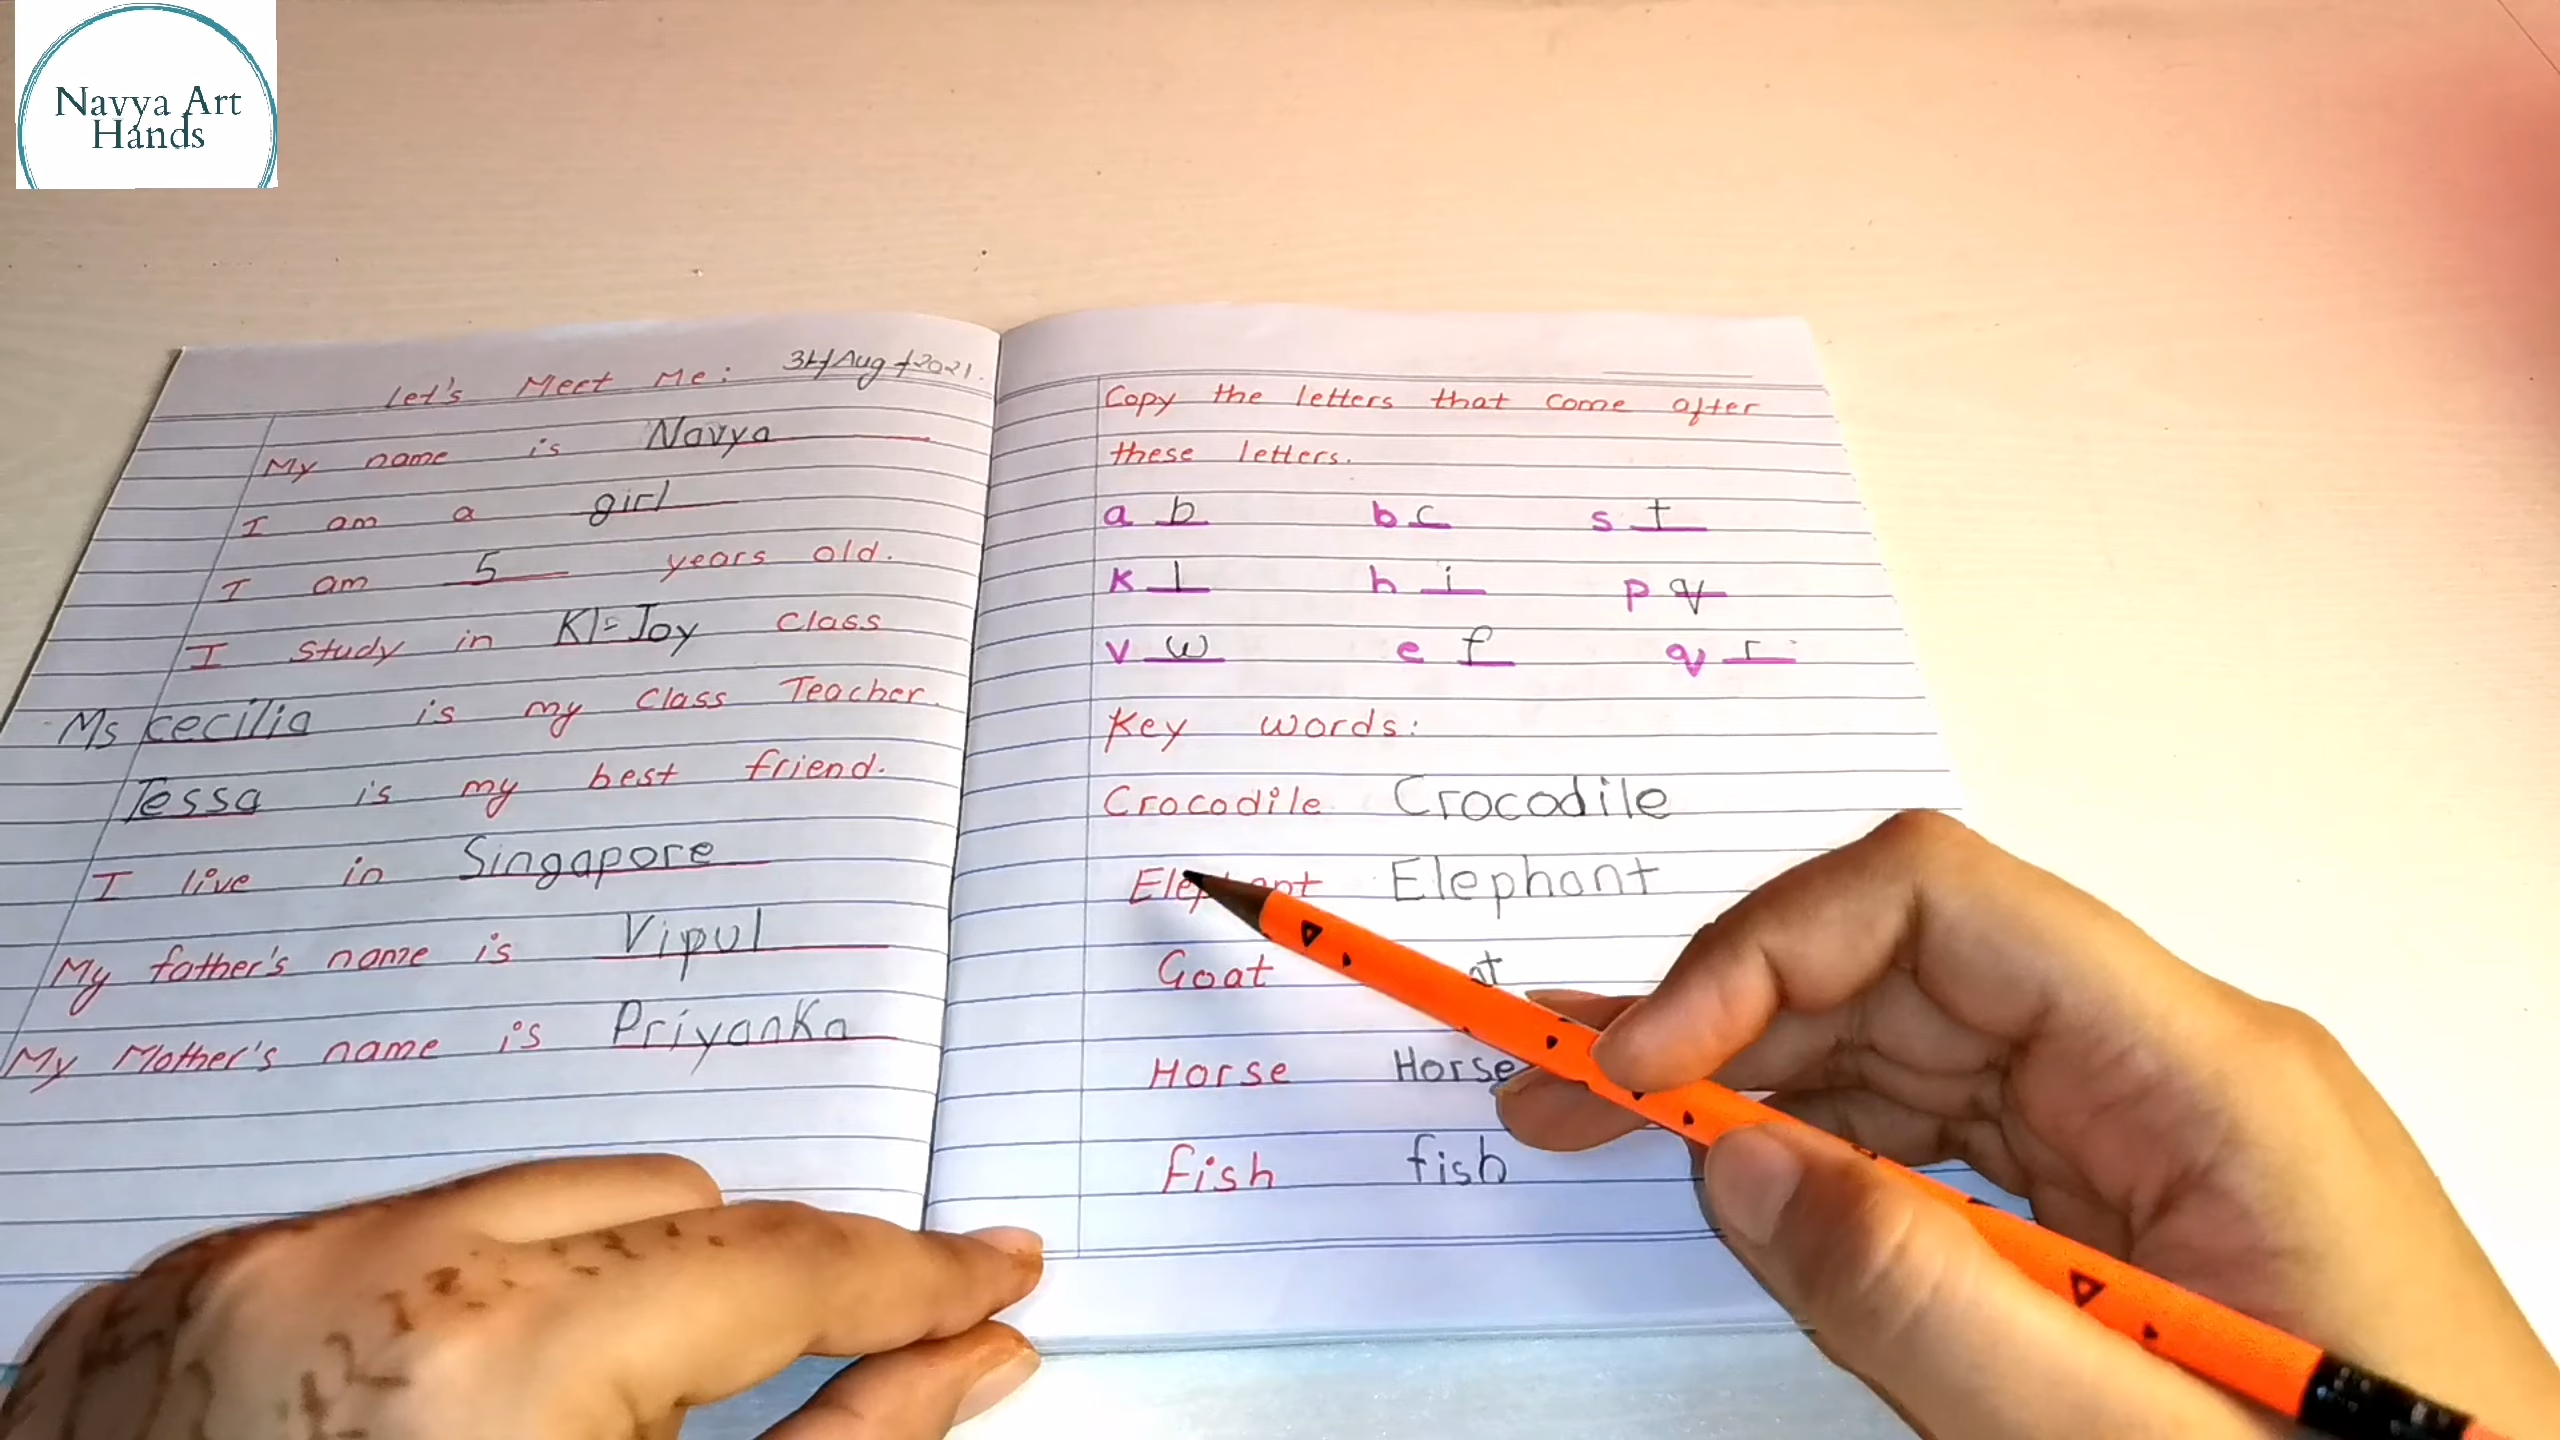 Navya Art
Hands
Let's Meet Me: 31/Aug/2021.
My name is Navya
I am a girl
I am 5 years old.
I study in K1-Joy Class
Ms cecilia is my Class Teacher.
Tessa is my best friend.
I live in Singapore
My father's name is Vipul
My Mother's name is Priyanka
Copy the letters that come after
these letters.
a b b c s t
k l h i p q
v w e f q r
Key words:
Crocodile Crocodile
Elephant
Goat
Horse Horse
fish fish